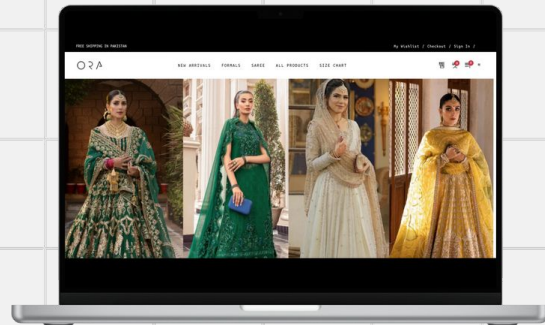 FREE SHIPPING IN PAKISTAN
My Wishlist / Checkout / Sign In /
ORA
NEW ARRIVALS FORMALS SAREE ALL PRODUCTS SIZE CHART